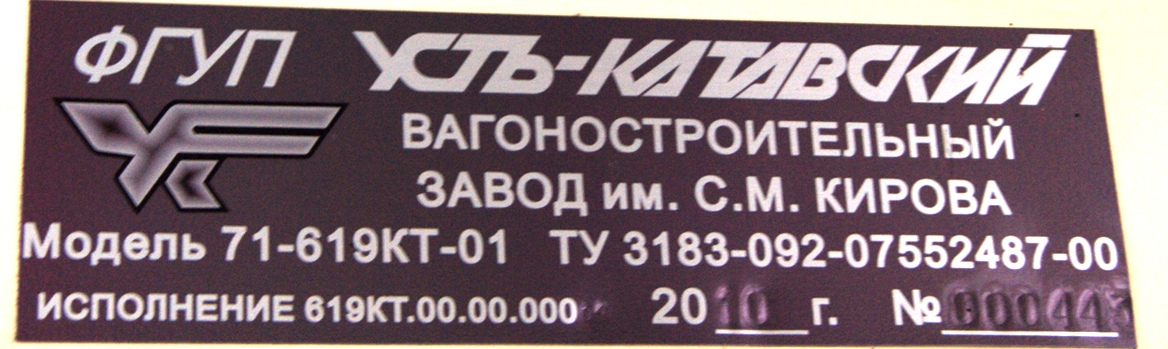 ФГУП УСТЬ-КАТАВСКИЙ
ВАГОНОСТРОИТЕЛЬНЫЙ
ЗАВОД им. С.М. КИРОВА
Модель 71-619КТ-01 ТУ 3183-092-07552487-00
ИСПОЛНЕНИЕ 619КТ.00.00.000 2010 г. №